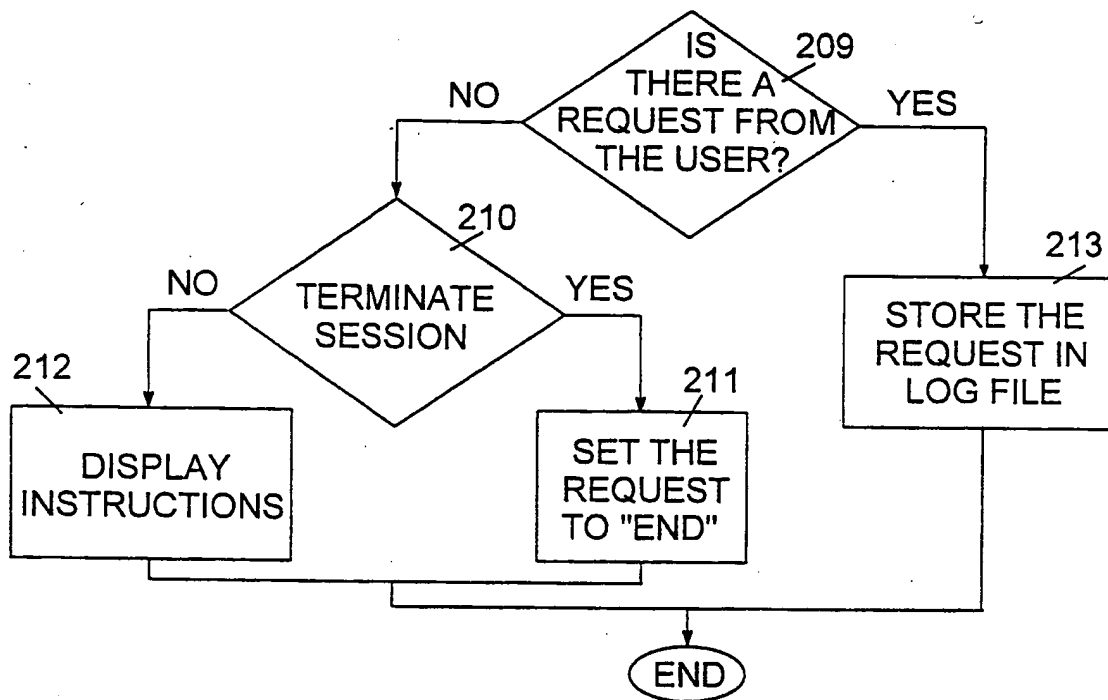 IS
THERE A
REQUEST FROM
THE USER?
209
NO
YES
210
TERMINATE
SESSION
NO
YES
213
STORE THE
REQUEST IN
LOG FILE
212
DISPLAY
INSTRUCTIONS
211
SET THE
REQUEST
TO "END"
END